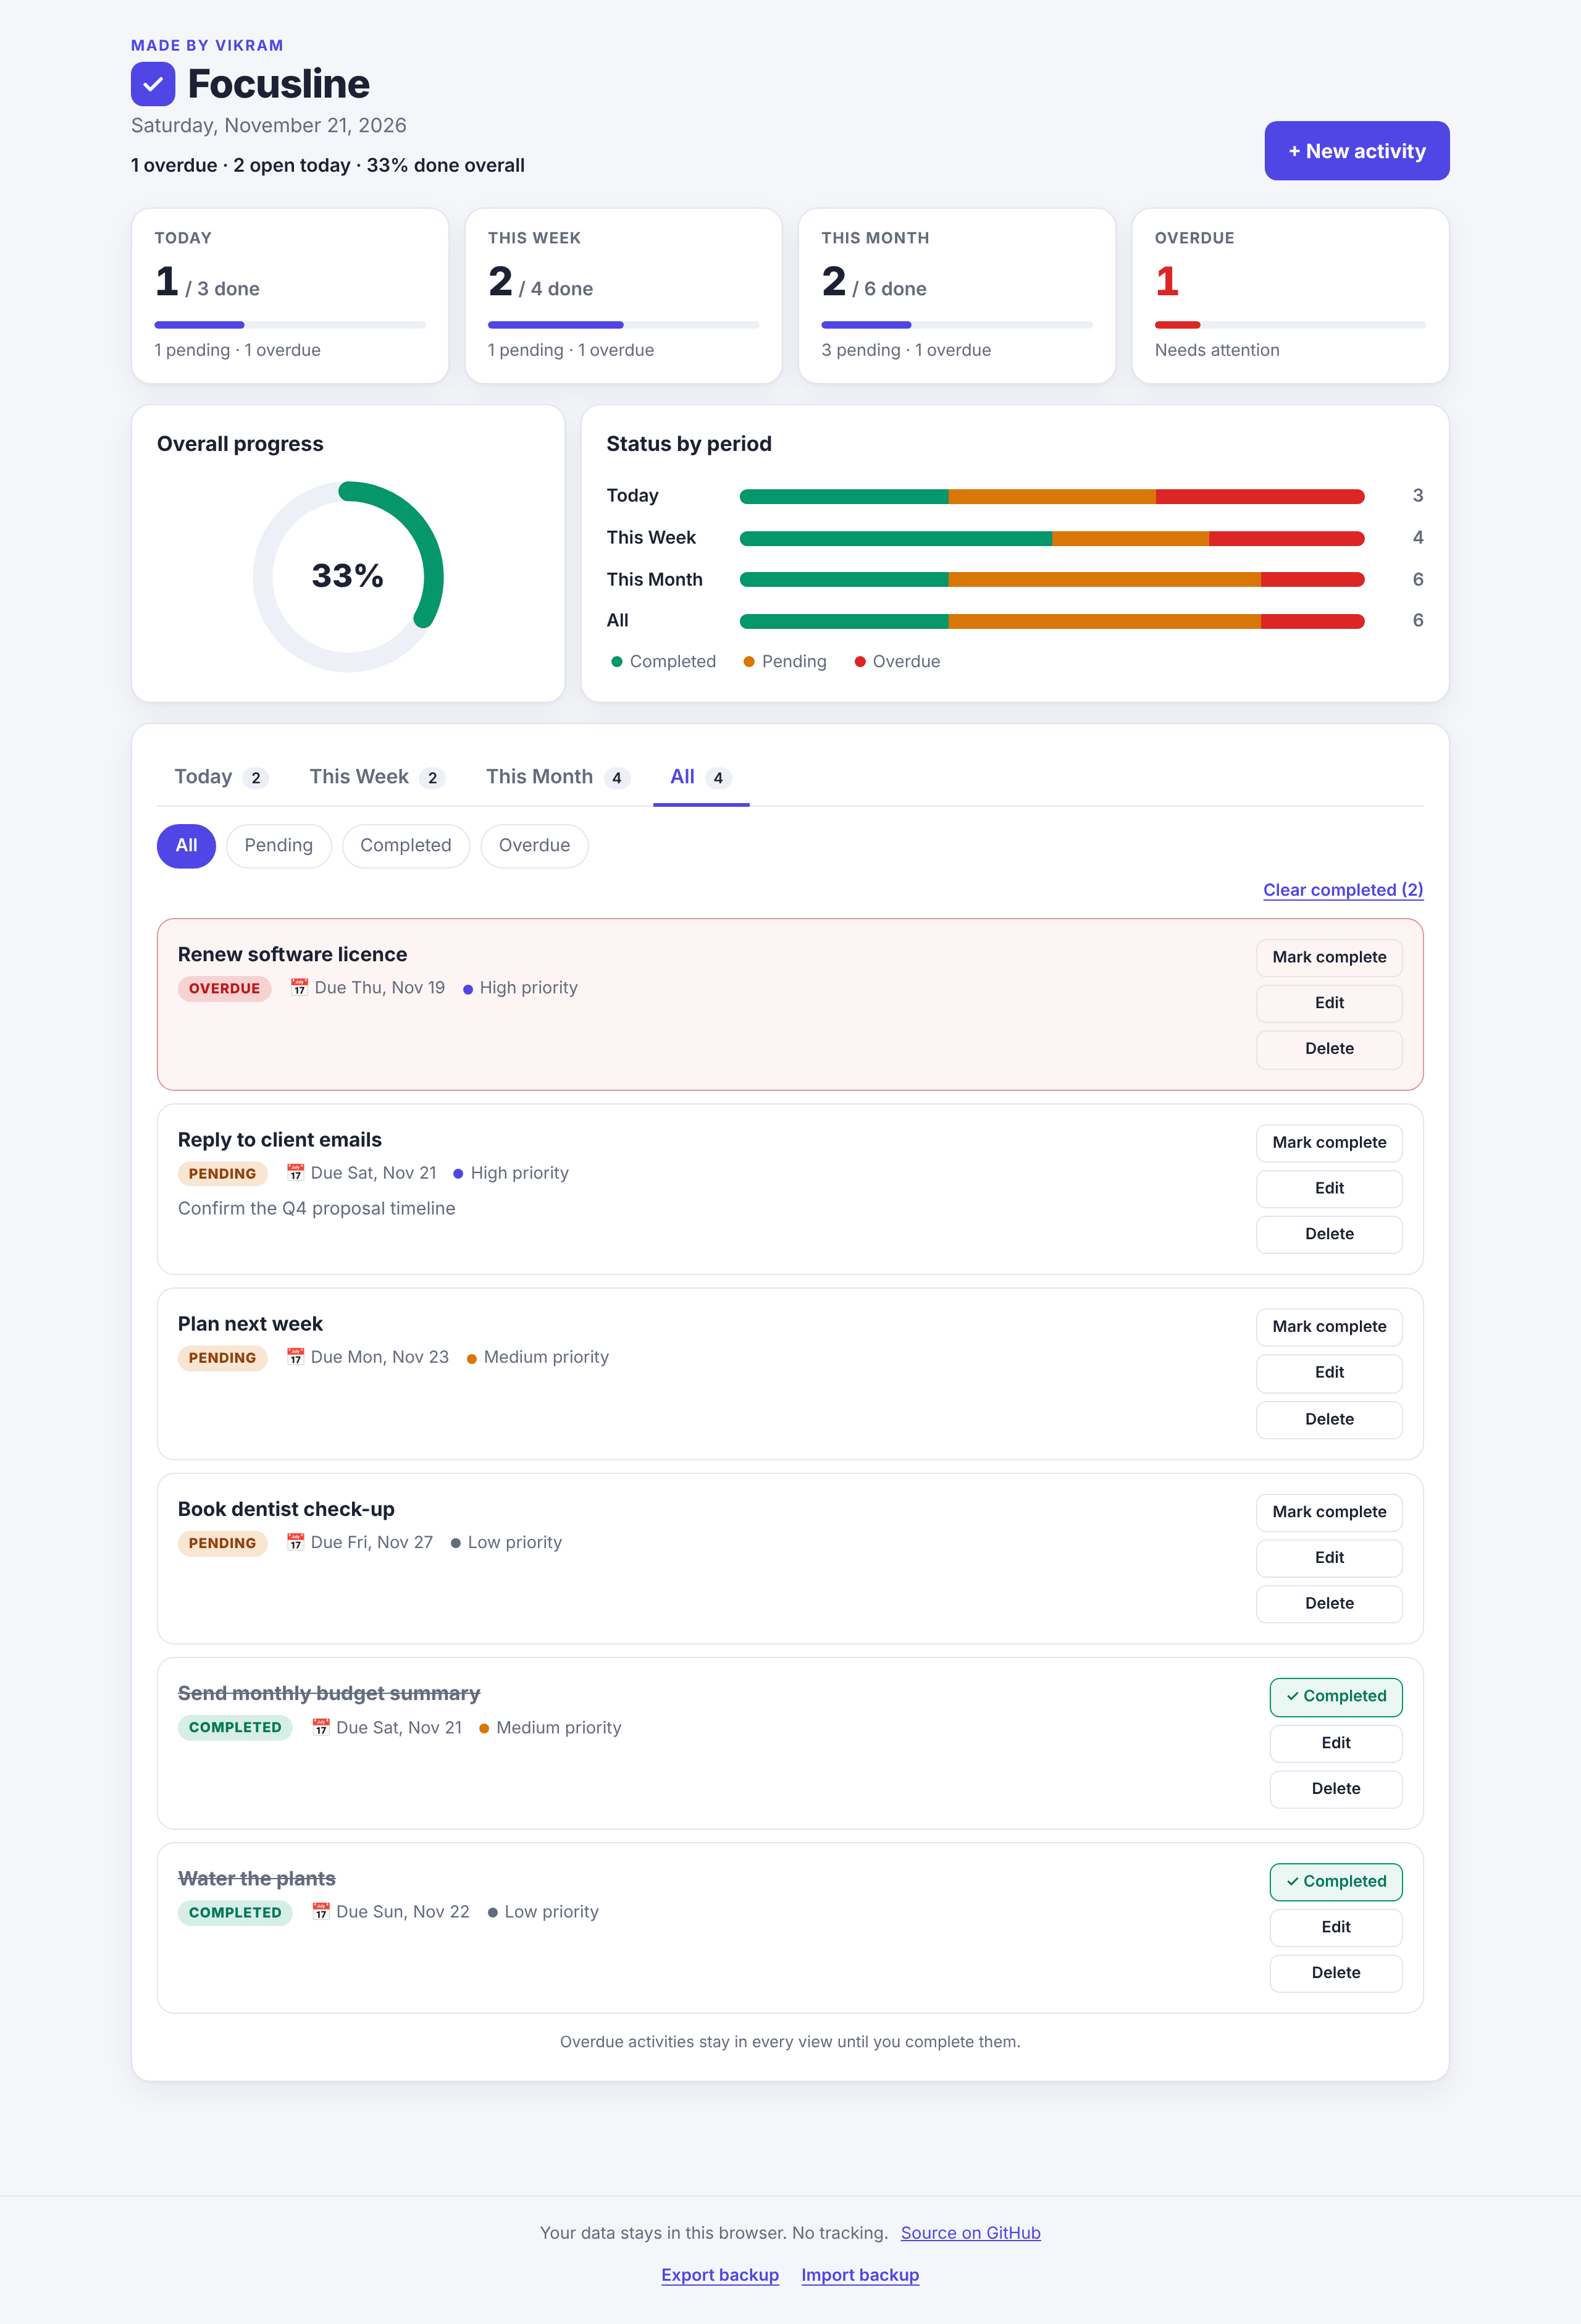 MADE BY VIKRAM
Focusline
Saturday, November 21, 2026
1 overdue · 2 open today · 33% done overall
+ New activity
TODAY
1 / 3 done
1 pending · 1 overdue
THIS WEEK
2 / 4 done
1 pending · 1 overdue
THIS MONTH
2 / 6 done
3 pending · 1 overdue
OVERDUE
1
Needs attention
Overall progress
33%
Status by period
Today 3
This Week 4
This Month 6
All 6
Completed Pending Overdue
Today 2 This Week 2 This Month 4 All 4
All Pending Completed Overdue
Clear completed (2)
Renew software licence
OVERDUE 📅 Due Thu, Nov 19 High priority
Mark complete
Edit
Delete
Reply to client emails
PENDING 📅 Due Sat, Nov 21 High priority
Confirm the Q4 proposal timeline
Mark complete
Edit
Delete
Plan next week
PENDING 📅 Due Mon, Nov 23 Medium priority
Mark complete
Edit
Delete
Book dentist check-up
PENDING 📅 Due Fri, Nov 27 Low priority
Mark complete
Edit
Delete
Send monthly budget summary
COMPLETED 📅 Due Sat, Nov 21 Medium priority
✓ Completed
Edit
Delete
Water the plants
COMPLETED 📅 Due Sun, Nov 22 Low priority
✓ Completed
Edit
Delete
Overdue activities stay in every view until you complete them.
Your data stays in this browser. No tracking. Source on GitHub
Export backup Import backup